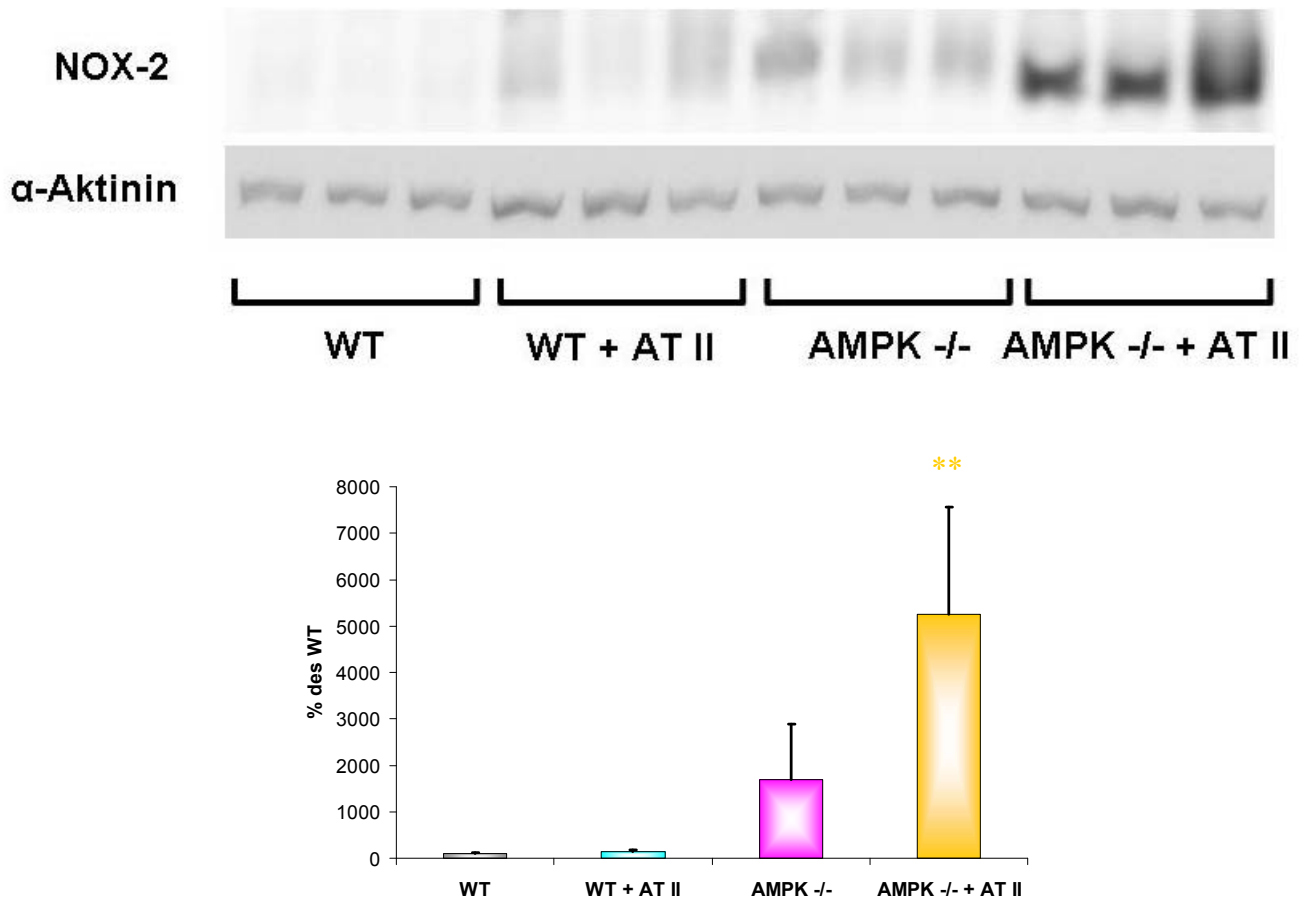 NOX-2
α-Aktinin
WT WT + AT II AMPK -/- AMPK -/- + AT II
**
8000
7000
6000
5000
4000
3000
2000
1000
0
% des WT
WT WT + AT II AMPK -/- AMPK -/- + AT II